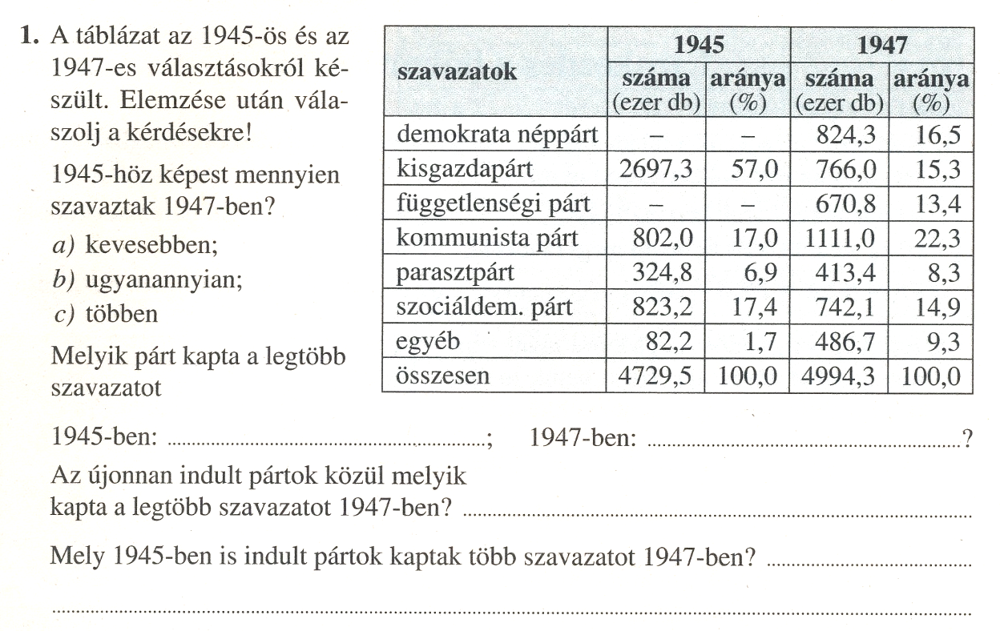 1. A táblázat az 1945-ös és az
1947-es választásokról ké-
szült. Elemzése után vála-
szolj a kérdésekre!
1945-höz képest mennyien
szavaztak 1947-ben?
a) kevesebben;
b) ugyanannyian;
c) többen
Melyik párt kapta a legtöbb
szavazatot
szavazatok 1945 1947
száma (ezer db) aránya (%) száma (ezer db) aránya (%)
demokrata néppárt – – 824,3 16,5
kisgazdapárt 2697,3 57,0 766,0 15,3
függetlenségi párt – – 670,8 13,4
kommunista párt 802,0 17,0 1111,0 22,3
parasztpárt 324,8 6,9 413,4 8,3
szociáldem. párt 823,2 17,4 742,1 14,9
egyéb 82,2 1,7 486,7 9,3
összesen 4729,5 100,0 4994,3 100,0
1945-ben: ...................................................; 1947-ben: ...................................................?
Az újonnan indult pártok közül melyik
kapta a legtöbb szavazatot 1947-ben? ...................................................
Mely 1945-ben is indult pártok kaptak több szavazatot 1947-ben? ...................................................